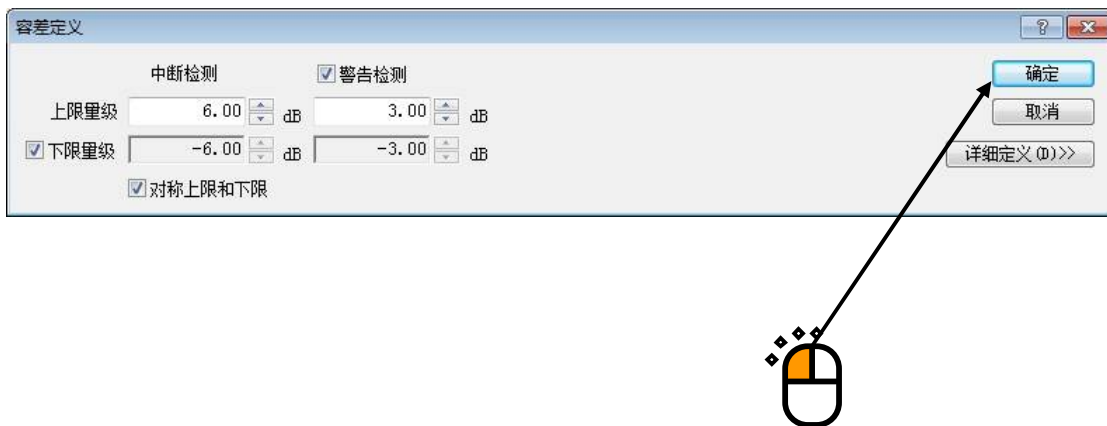 容差定义
中断检测 警告检测 确定
上限量级 6.00 dB 3.00 dB 取消
下限量级 -6.00 dB -3.00 dB 详细定义(D)>>
对称上限和下限